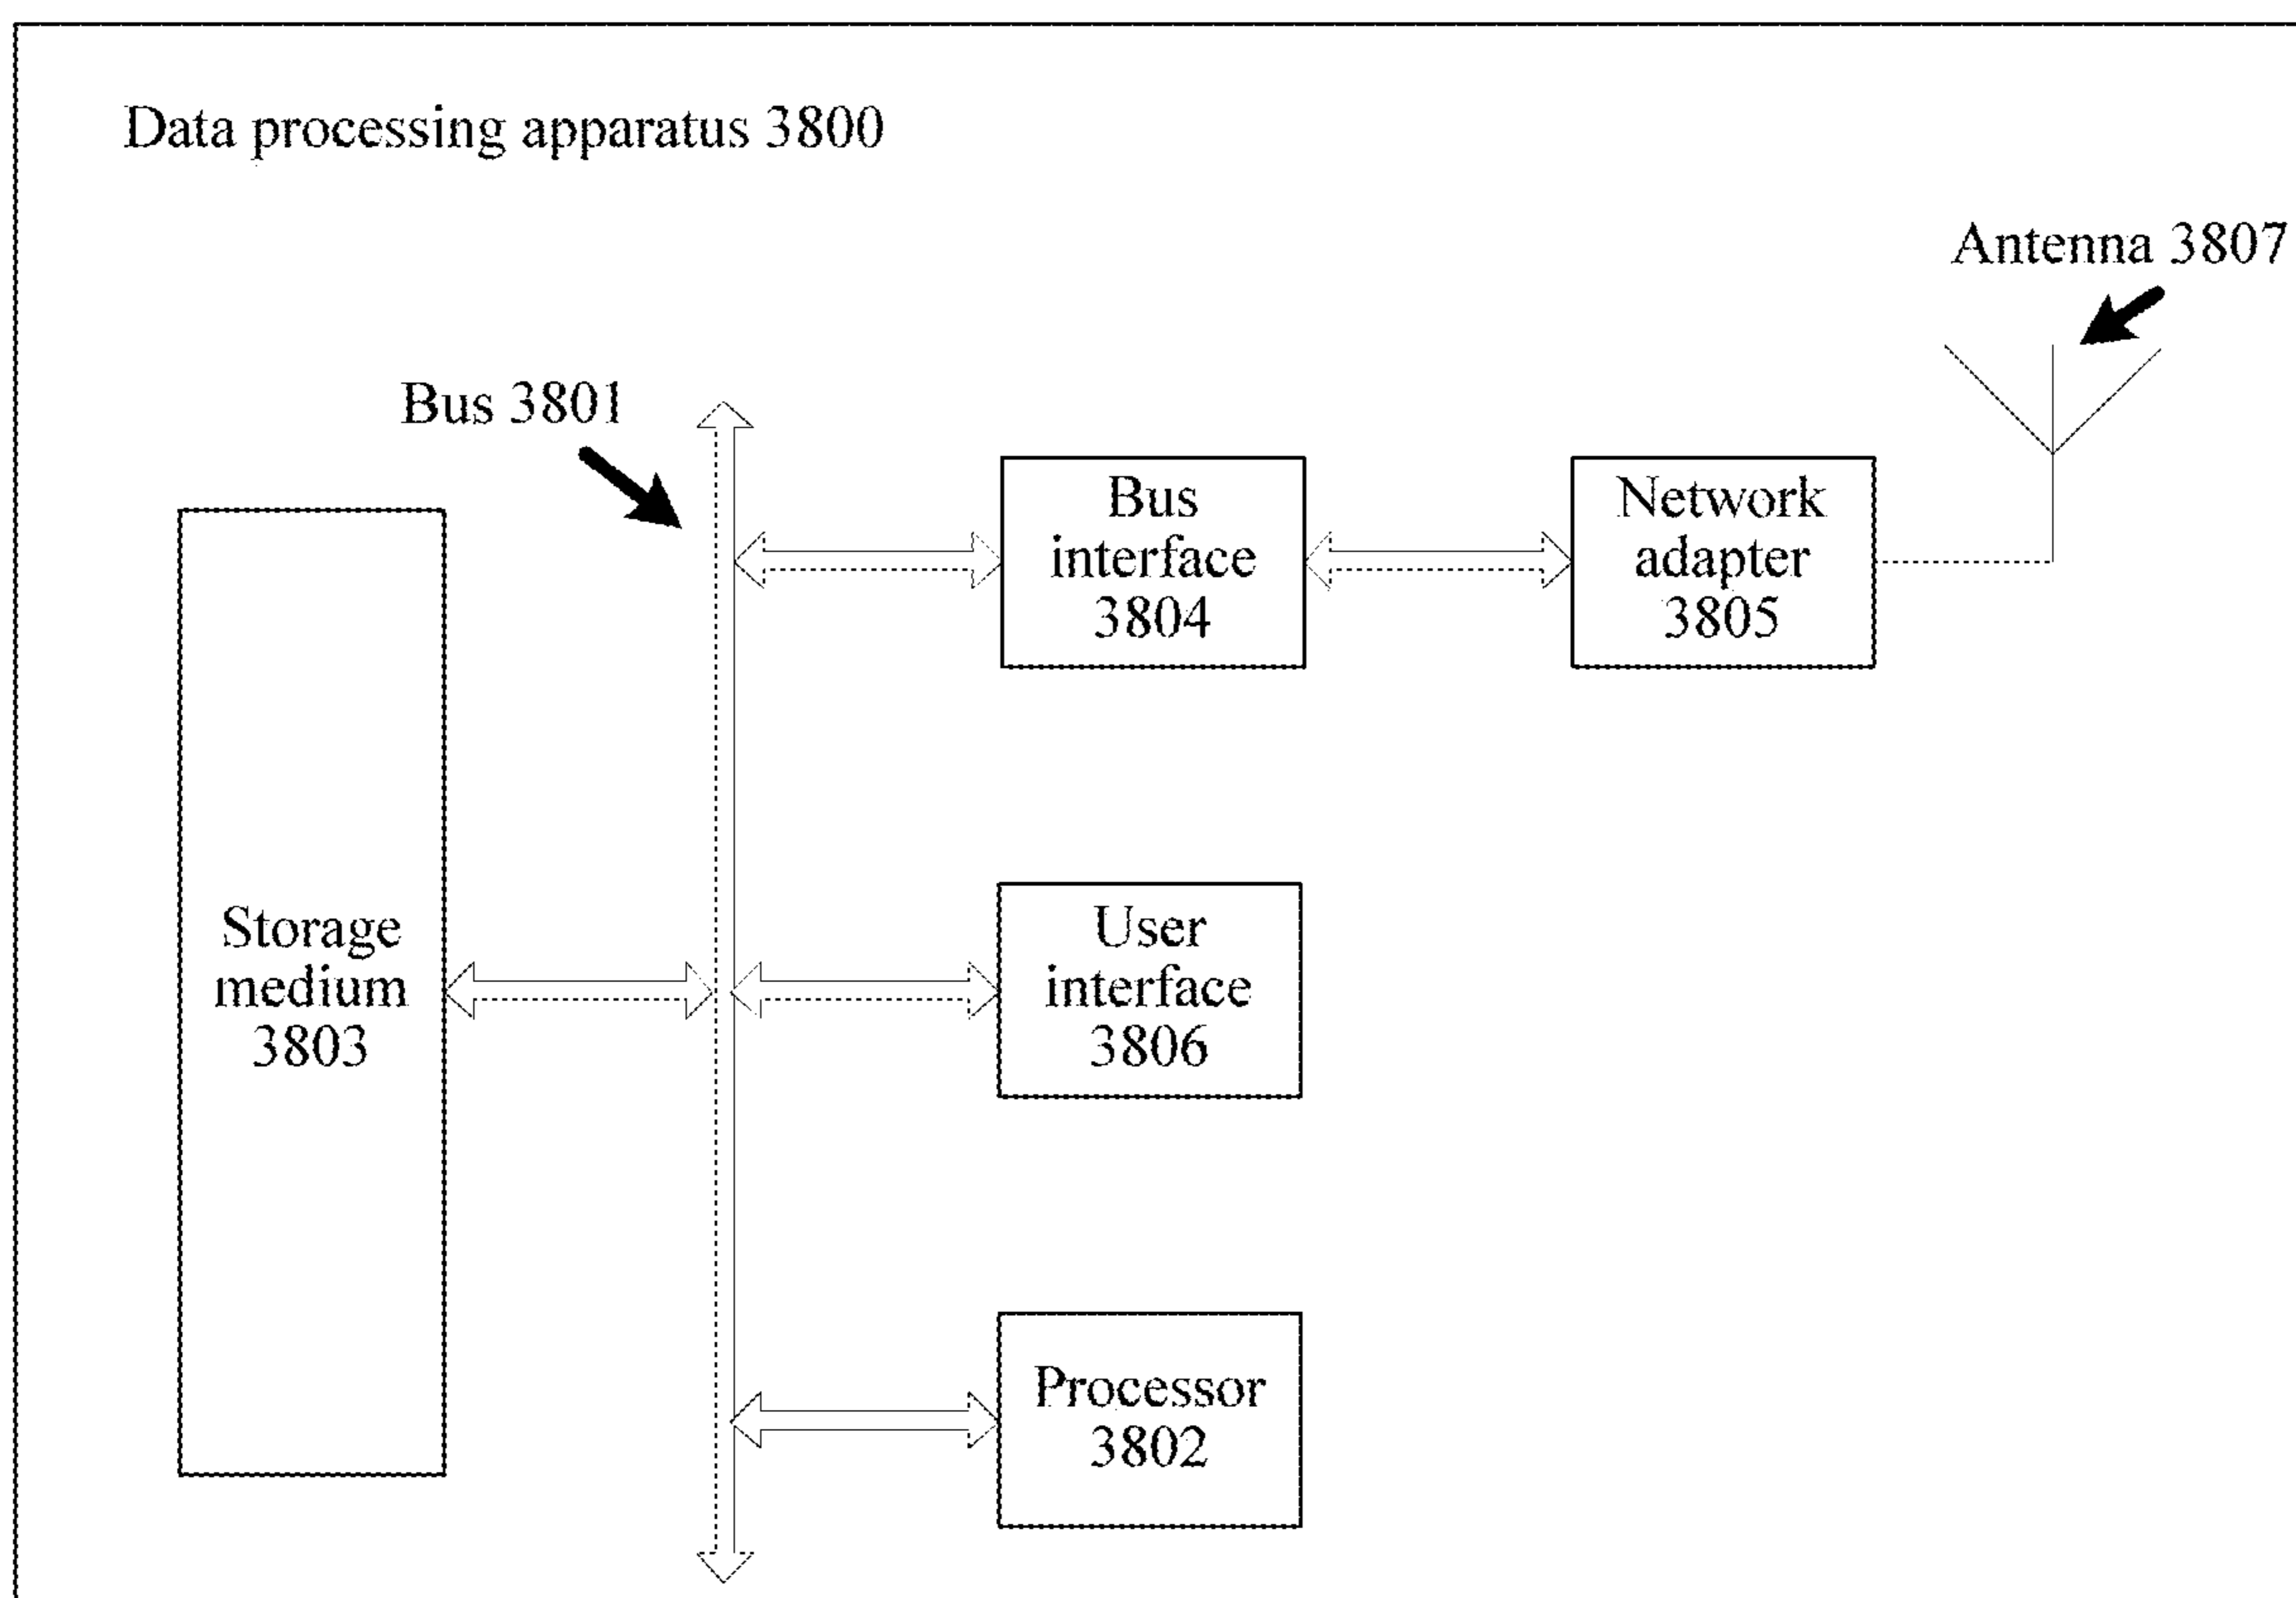 Data processing apparatus 3800
Antenna 3807
Bus 3801
Bus
interface
3804
Network
adapter
3805
Storage
medium
3803
User
interface
3806
Processor
3802